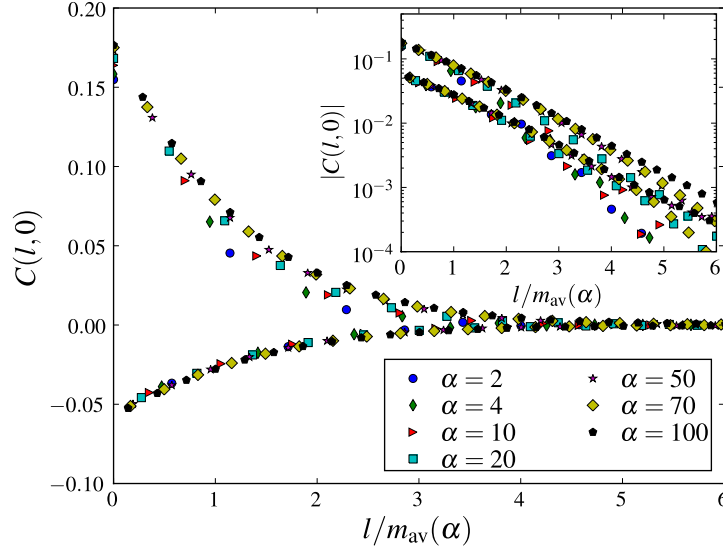 0.20
0.15
0.10
0.05
0.00
−0.05
−0.10
C(l, 0)
0 1 2 3 4 5 6
l/m_av(α)
10^−1
10^−2
10^−3
10^−4
|C(l, 0)|
0 1 2 3 4 5 6
l/m_av(α)
α = 2
α = 4
α = 10
α = 20
α = 50
α = 70
α = 100